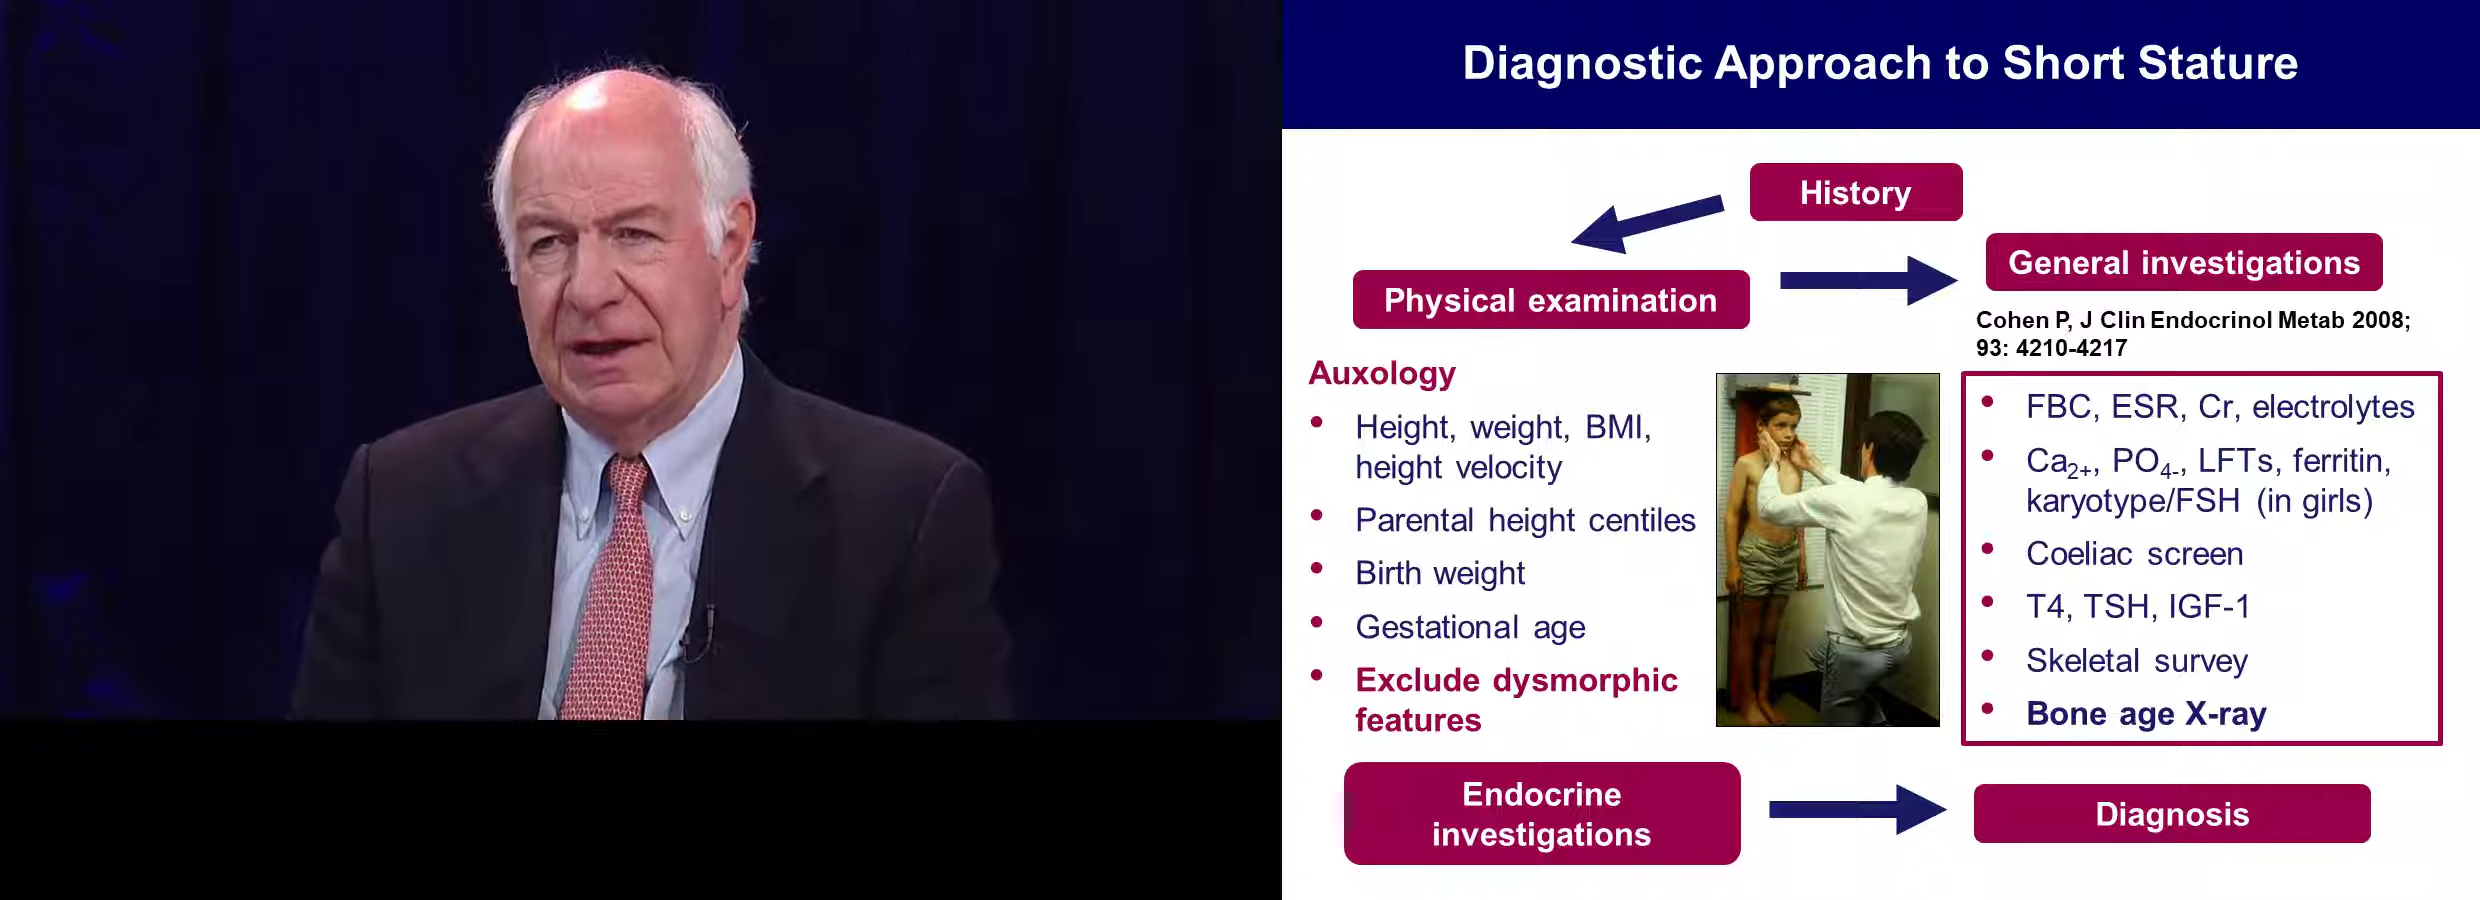 Diagnostic Approach to Short Stature
History
Physical examination
General investigations
Cohen P, J Clin Endocrinol Metab 2008;
93: 4210-4217
Auxology
• Height, weight, BMI,
height velocity
• Parental height centiles
• Birth weight
• Gestational age
• Exclude dysmorphic
features
• FBC, ESR, Cr, electrolytes
• Ca2+, PO4-, LFTs, ferritin,
karyotype/FSH (in girls)
• Coeliac screen
• T4, TSH, IGF-1
• Skeletal survey
• Bone age X-ray
Endocrine
investigations
Diagnosis